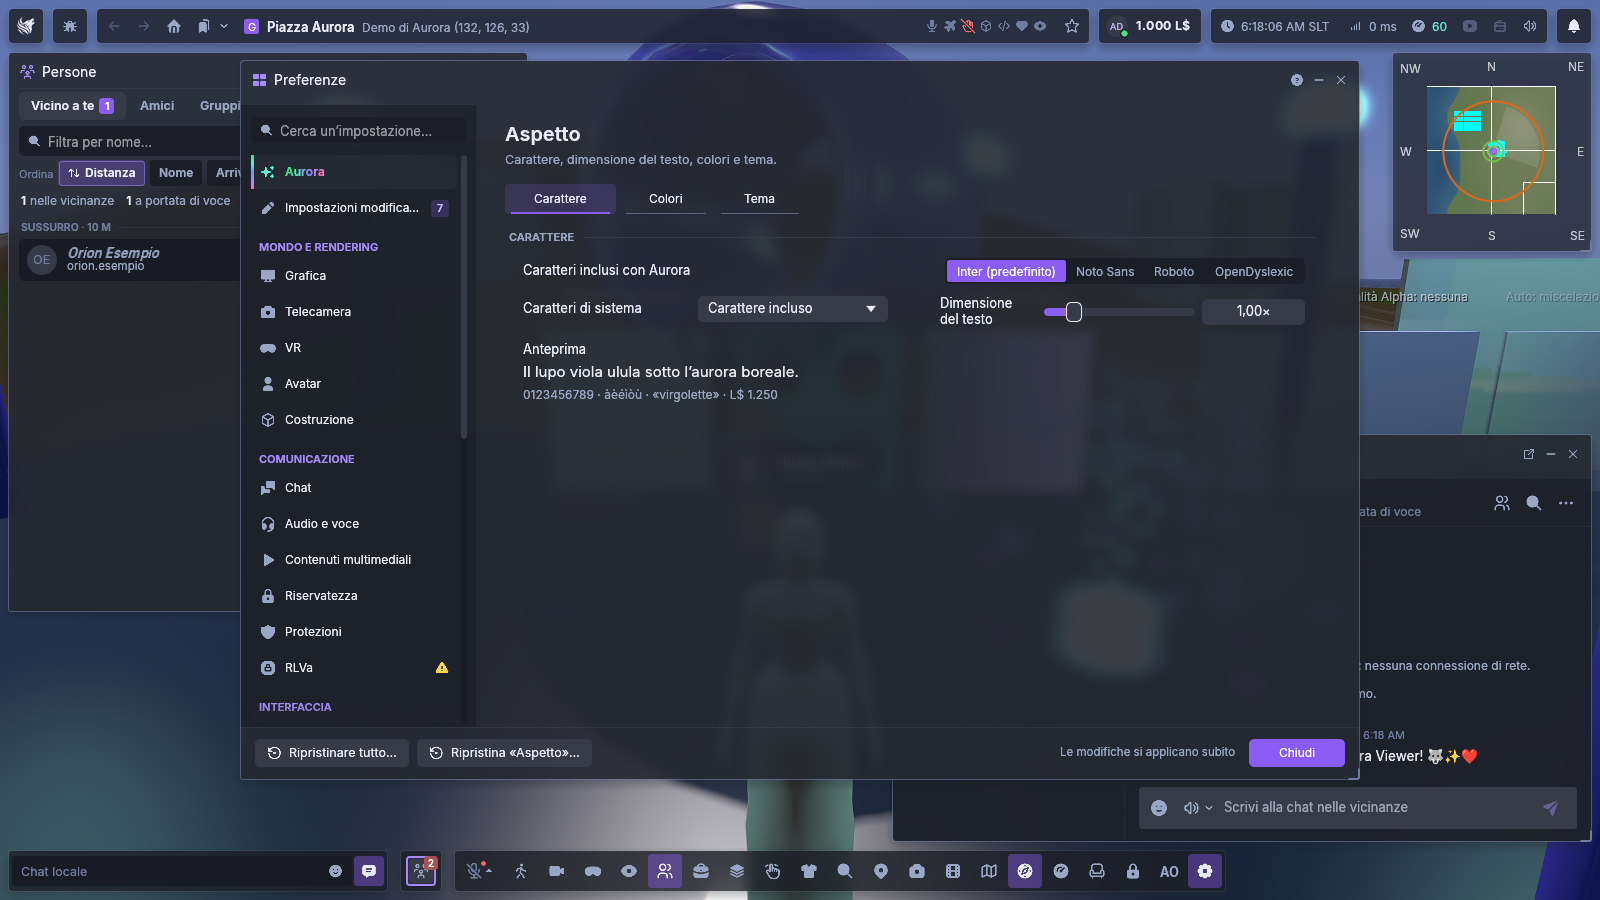 Piazza Aurora Demo di Aurora (132, 126, 33)
AD 1.000 L$
6:18:06 AM SLT 0 ms 60
Persone
Vicino a te 1 Amici Gruppi
Filtra per nome...
Ordina Distanza Nome
1 nelle vicinanze 1 a portata di voce
SUSSURRO · 10 M
OE Orion Esempio
orion.esempio
Preferenze
Cerca un'impostazione...
Aurora
Impostazioni modifica... 7
MONDO E RENDERING
Grafica
Telecamera
VR
Avatar
Costruzione
COMUNICAZIONE
Chat
Audio e voce
Contenuti multimediali
Riservatezza
Protezioni
RLVa
INTERFACCIA
Aspetto
Carattere, dimensione del testo, colori e tema.
Carattere Colori Tema
CARATTERE
Caratteri inclusi con Aurora Inter (predefinito) Noto Sans Roboto OpenDyslexic
Caratteri di sistema Carattere incluso Dimensione
del testo 1,00×
Anteprima
Il lupo viola ulula sotto l'aurora boreale.
0123456789 · àèéìòù · «virgolette» · L$ 1.250
Ripristinare tutto... Ripristina «Aspetto»... Le modifiche si applicano subito Chiudi
NW N NE
W E
SW S SE
Alpha: nessuna Auto:
di voce
nessuna connessione di rete.
6:18 AM
Viewer! 🐺✨❤️
Scrivi alla chat nelle vicinanze
Chat locale
2
AO